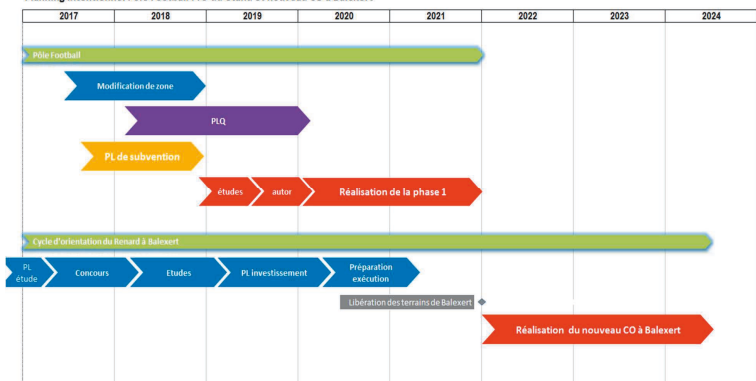 2017 2018 2019 2020 2021 2022 2023 2024
Pôle Football
Modification de zone
PLQ
PL de subvention
études autor Réalisation de la phase 1
Cycle d'orientation du Renard à Balexert
PL étude Concours Etudes PL investissement Préparation exécution
Libération des terrains de Balexert
Réalisation du nouveau CO à Balexert